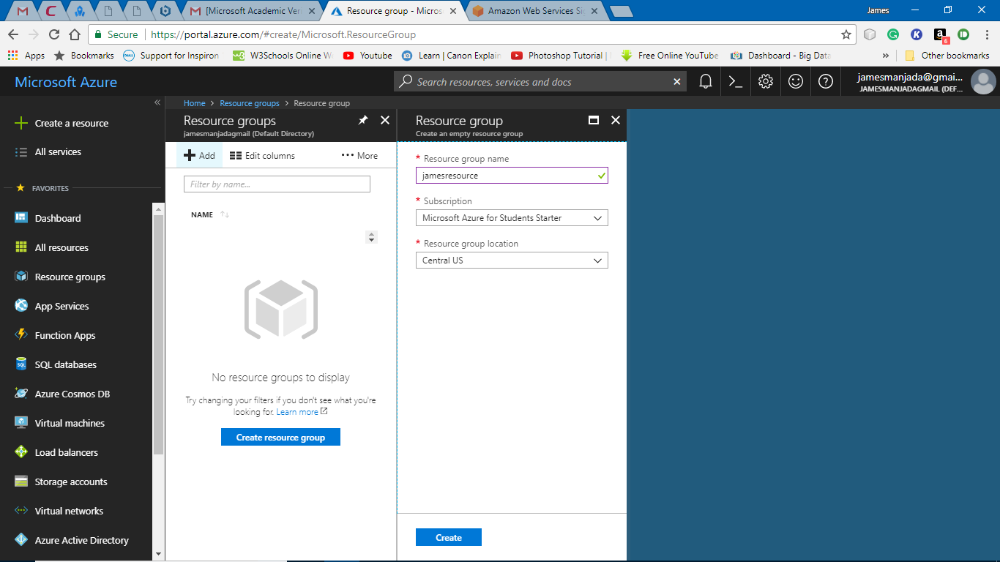 [Microsoft Academic Ver
Resource group - Micros
Amazon Web Services Si
James
Secure
https://portal.azure.com/#create/Microsoft.ResourceGroup
6
Apps
Bookmarks
Support for Inspiron
W3Schools Online W
Youtube
Learn | Canon Explain
Photoshop Tutorial |
Free Online YouTube
Dashboard - Big Data
»
Other bookmarks
Microsoft Azure
Search resources, services and docs
jamesmanjada@gmai...
JAMESMANJADAGMAIL (DEF...
Home > Resource groups > Resource group
Create a resource
All services
FAVORITES
Dashboard
All resources
Resource groups
App Services
Function Apps
SQL databases
Azure Cosmos DB
Virtual machines
Load balancers
Storage accounts
Virtual networks
Azure Active Directory
Resource groups
jamesmanjadagmail (Default Directory)
Add
Edit columns
More
Filter by name...
NAME
No resource groups to display
Try changing your filters if you don't see what you're
looking for. Learn more
Create resource group
Resource group
Create an empty resource group
* Resource group name
jamesresource
* Subscription
Microsoft Azure for Students Starter
* Resource group location
Central US
Create